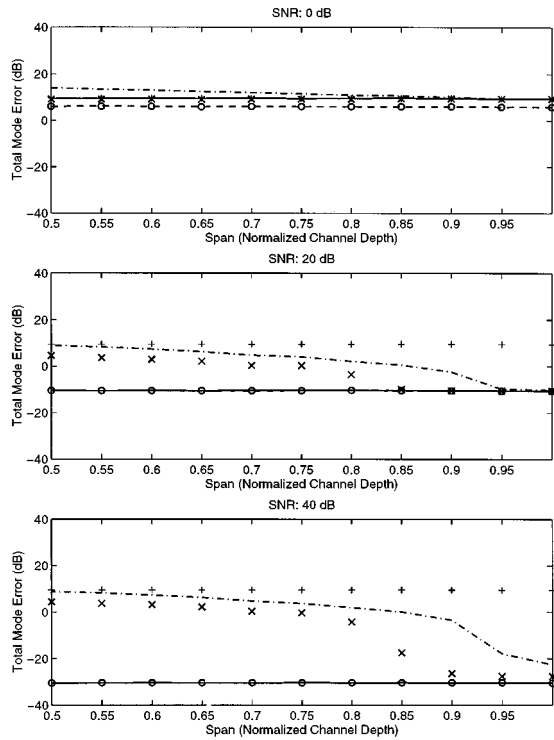 SNR: 0 dB
40
20
0
−20
−40
Total Mode Error (dB)
0.5 0.55 0.6 0.65 0.7 0.75 0.8 0.85 0.9 0.95
Span (Normalized Channel Depth)
SNR: 20 dB
40
20
0
−20
−40
Total Mode Error (dB)
0.5 0.55 0.6 0.65 0.7 0.75 0.8 0.85 0.9 0.95
Span (Normalized Channel Depth)
SNR: 40 dB
40
20
0
−20
−40
Total Mode Error (dB)
0.5 0.55 0.6 0.65 0.7 0.75 0.8 0.85 0.9 0.95
Span (Normalized Channel Depth)